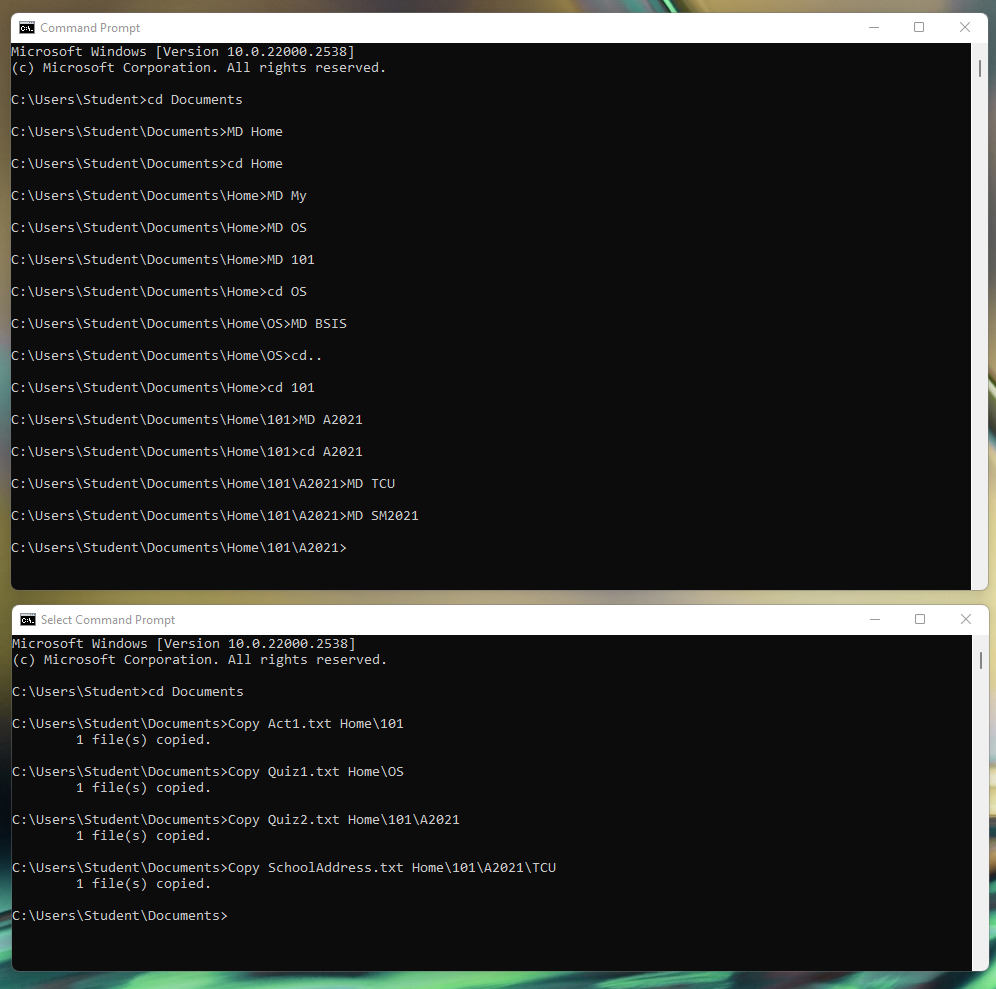 Command Prompt
Microsoft Windows [Version 10.0.22000.2538]
(c) Microsoft Corporation. All rights reserved.
C:\Users\Student>cd Documents
C:\Users\Student\Documents>MD Home
C:\Users\Student\Documents>cd Home
C:\Users\Student\Documents\Home>MD My
C:\Users\Student\Documents\Home>MD OS
C:\Users\Student\Documents\Home>MD 101
C:\Users\Student\Documents\Home>cd OS
C:\Users\Student\Documents\Home\OS>MD BSIS
C:\Users\Student\Documents\Home\OS>cd..
C:\Users\Student\Documents\Home>cd 101
C:\Users\Student\Documents\Home\101>MD A2021
C:\Users\Student\Documents\Home\101>cd A2021
C:\Users\Student\Documents\Home\101\A2021>MD TCU
C:\Users\Student\Documents\Home\101\A2021>MD SM2021
C:\Users\Student\Documents\Home\101\A2021>
Select Command Prompt
Microsoft Windows [Version 10.0.22000.2538]
(c) Microsoft Corporation. All rights reserved.
C:\Users\Student>cd Documents
C:\Users\Student\Documents>Copy Act1.txt Home\101
        1 file(s) copied.
C:\Users\Student\Documents>Copy Quiz1.txt Home\OS
        1 file(s) copied.
C:\Users\Student\Documents>Copy Quiz2.txt Home\101\A2021
        1 file(s) copied.
C:\Users\Student\Documents>Copy SchoolAddress.txt Home\101\A2021\TCU
        1 file(s) copied.
C:\Users\Student\Documents>